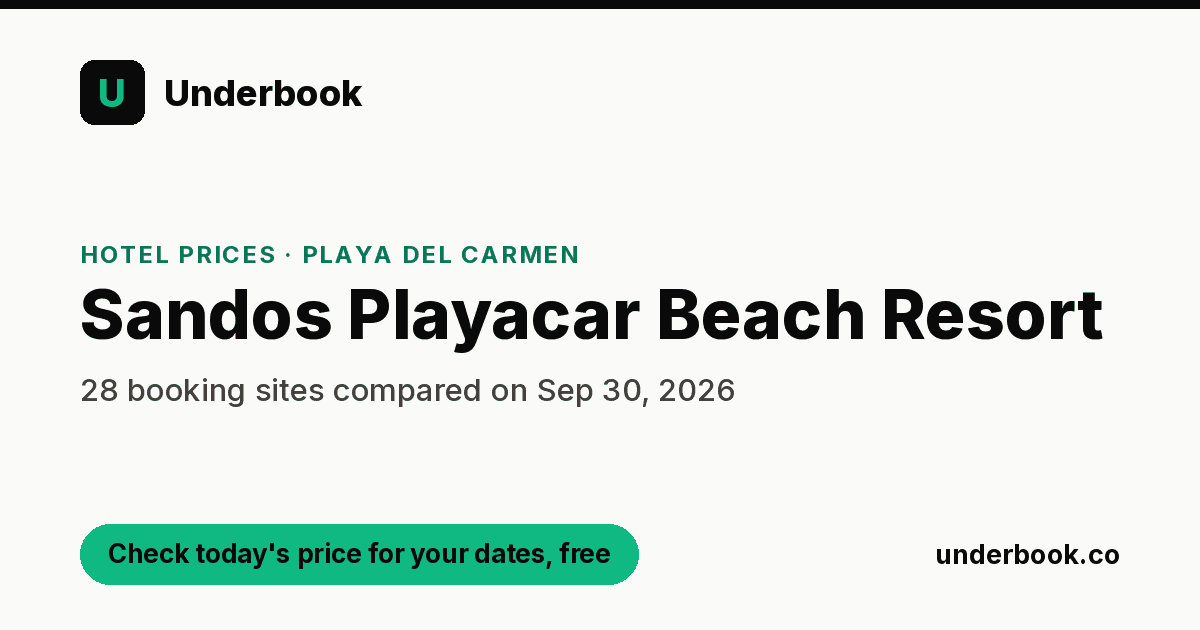 U
Underbook
HOTEL PRICES · PLAYA DEL CARMEN
Sandos Playacar Beach Resort
28 booking sites compared on Sep 30, 2026
Check today's price for your dates, free
underbook.co